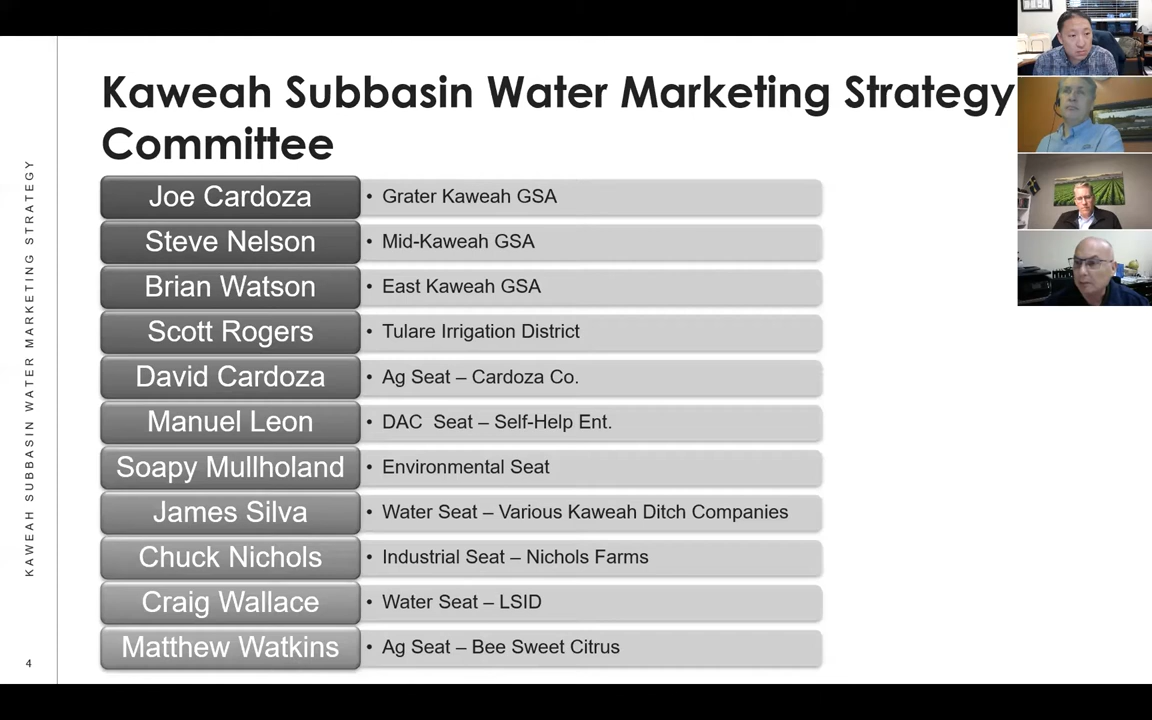 KAWEAH SUBBASIN WATER MARKETING STRATEGY
Kaweah Subbasin Water Marketing Strategy
Committee
Joe Cardoza • Grater Kaweah GSA
Steve Nelson • Mid-Kaweah GSA
Brian Watson • East Kaweah GSA
Scott Rogers • Tulare Irrigation District
David Cardoza • Ag Seat – Cardoza Co.
Manuel Leon • DAC  Seat – Self-Help Ent.
Soapy Mullholand • Environmental Seat
James Silva • Water Seat – Various Kaweah Ditch Companies
Chuck Nichols • Industrial Seat – Nichols Farms
Craig Wallace • Water Seat – LSID
Matthew Watkins • Ag Seat – Bee Sweet Citrus
4